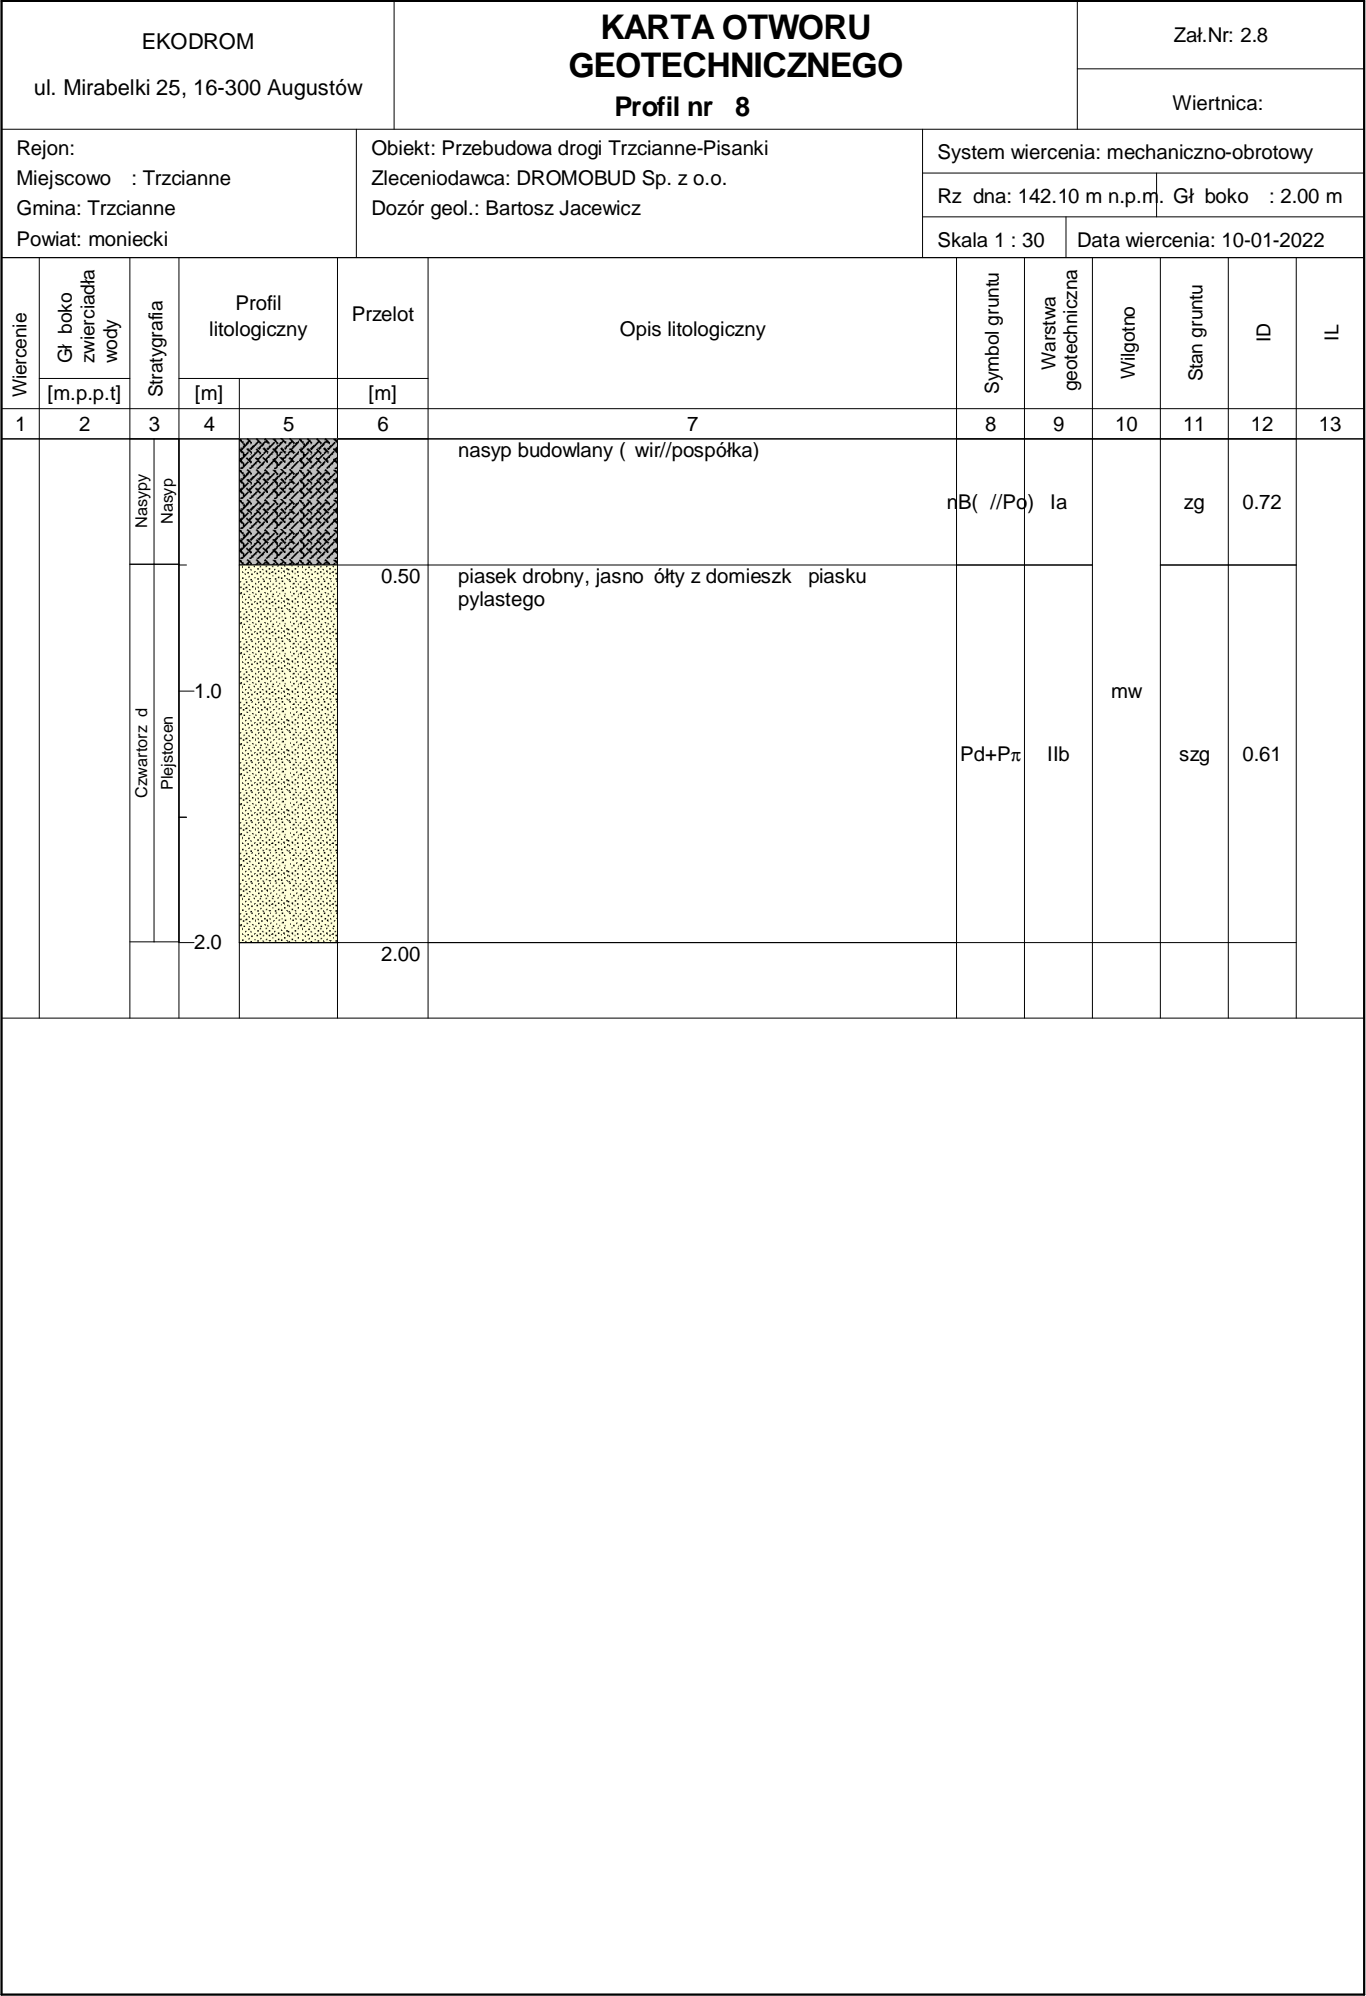 EKODROM
ul. Mirabelki 25, 16-300 Augustów
KARTA OTWORU
GEOTECHNICZNEGO
Profil nr 8
Zał.Nr: 2.8
Wiertnica:
Rejon:
Miejscowo : Trzcianne
Gmina: Trzcianne
Powiat: moniecki
Obiekt: Przebudowa drogi Trzcianne-Pisanki
Zleceniodawca: DROMOBUD Sp. z o.o.
Dozór geol.: Bartosz Jacewicz
System wiercenia: mechaniczno-obrotowy
Rz dna: 142.10 m n.p.m. Gł boko : 2.00 m
Skala 1 : 30 Data wiercenia: 10-01-2022
Wiercenie
Gł boko
zwierciadła
wody
[m.p.p.t]
Stratygrafia
Profil
litologiczny
[m]
Przelot
[m]
Opis litologiczny
Symbol gruntu
Warstwa
geotechniczna
Wilgotno
Stan gruntu
ID
IL
1 2 3 4 5 6 7 8 9 10 11 12 13
Nasypy
Nasyp
nasyp budowlany ( wir//pospółka)
nB( //Po) Ia zg 0.72
0.50 piasek drobny, jasno ółty z domieszk piasku
pylastego
Czwartorz d
Plejstocen
1.0
mw
Pd+Pπ IIb szg 0.61
2.0
2.00